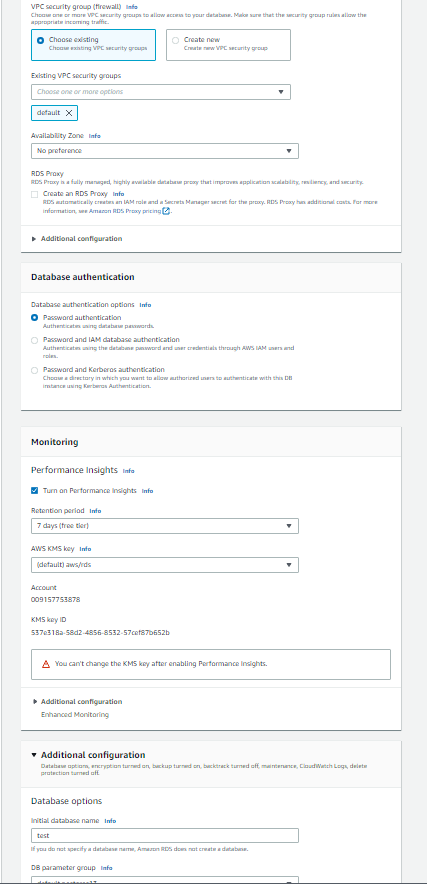 VPC security group (firewall) Info
Choose one or more VPC security groups to allow access to your database. Make sure that the security group rules allow the
appropriate incoming traffic.
Choose existing
Choose existing VPC security groups
Create new
Create new VPC security group
Existing VPC security groups
Choose one or more options
default
Availability Zone Info
No preference
RDS Proxy
RDS Proxy is a fully managed, highly available database proxy that improves application scalability, resiliency, and security.
Create an RDS Proxy Info
RDS automatically creates an IAM role and a Secrets Manager secret for the proxy. RDS Proxy has additional costs. For more
information, see Amazon RDS Proxy pricing
Additional configuration
Database authentication
Database authentication options Info
Password authentication
Authenticates using database passwords.
Password and IAM database authentication
Authenticates using the database password and user credentials through AWS IAM users and
roles.
Password and Kerberos authentication
Choose a directory in which you want to allow authorized users to authenticate with this DB
instance using Kerberos Authentication.
Monitoring
Performance Insights Info
Turn on Performance Insights Info
Retention period Info
7 days (free tier)
AWS KMS key Info
(default) aws/rds
Account
009157753878
KMS key ID
537e318a-58d2-4856-8532-57cef87b652b
You can't change the KMS key after enabling Performance Insights.
Additional configuration
Enhanced Monitoring
Additional configuration
Database options, encryption turned on, backup turned on, backtrack turned off, maintenance, CloudWatch Logs, delete
protection turned off.
Database options
Initial database name Info
test
If you do not specify a database name, Amazon RDS does not create a database.
DB parameter group Info